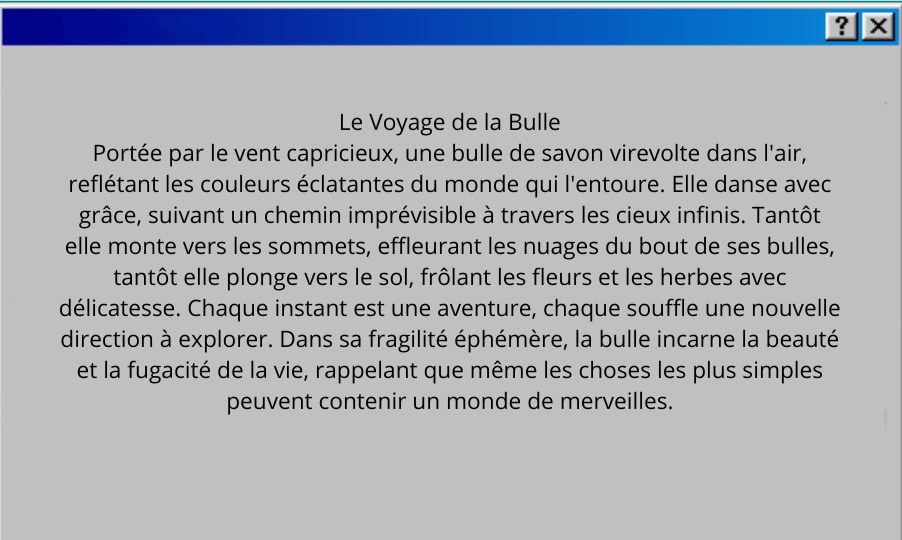 Le Voyage de la Bulle
Portée par le vent capricieux, une bulle de savon virevolte dans l'air,
reflétant les couleurs éclatantes du monde qui l'entoure. Elle danse avec
grâce, suivant un chemin imprévisible à travers les cieux infinis. Tantôt
elle monte vers les sommets, effleurant les nuages du bout de ses bulles,
tantôt elle plonge vers le sol, frôlant les fleurs et les herbes avec
délicatesse. Chaque instant est une aventure, chaque souffle une nouvelle
direction à explorer. Dans sa fragilité éphémère, la bulle incarne la beauté
et la fugacité de la vie, rappelant que même les choses les plus simples
peuvent contenir un monde de merveilles.